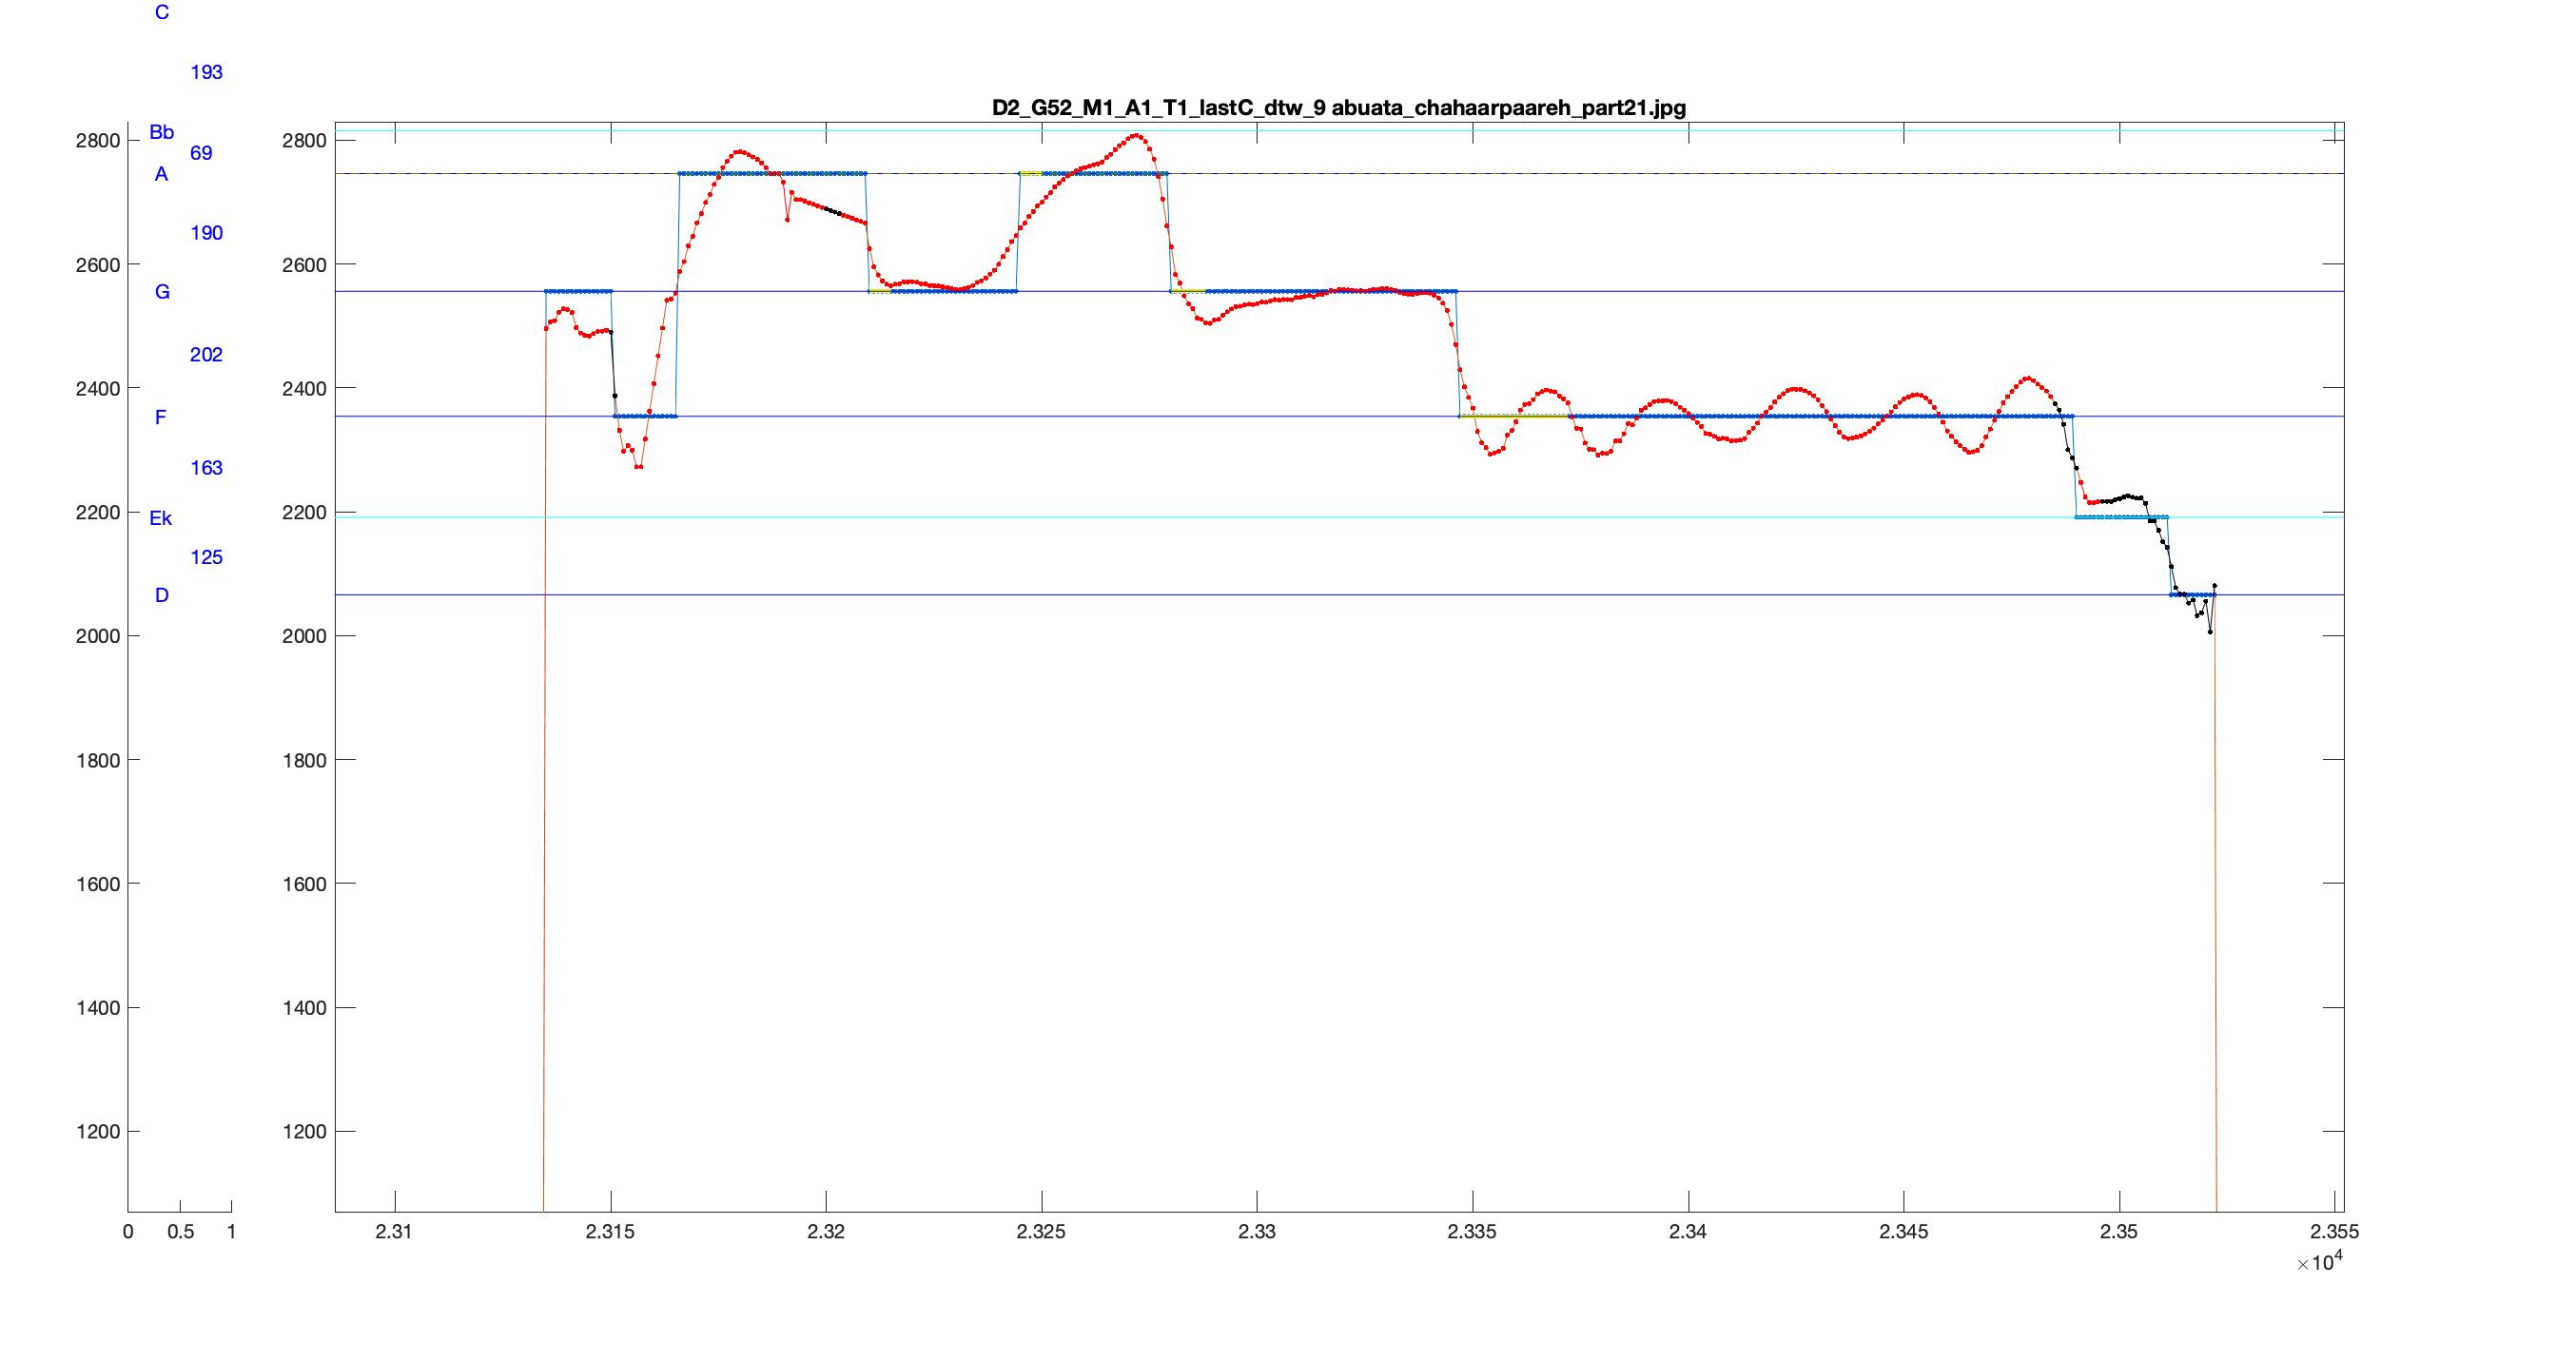 C
193
D2_G52_M1_A1_T1_lastC_dtw_9 abuata_chahaarpaareh_part21.jpg
Bb
69
A
190
G
202
F
163
Ek
125
D
2800
2600
2400
2200
2000
1800
1600
1400
1200
0 0.5 1
2800
2600
2400
2200
2000
1800
1600
1400
1200
2.31 2.315 2.32 2.325 2.33 2.335 2.34 2.345 2.35 2.355
×10⁴